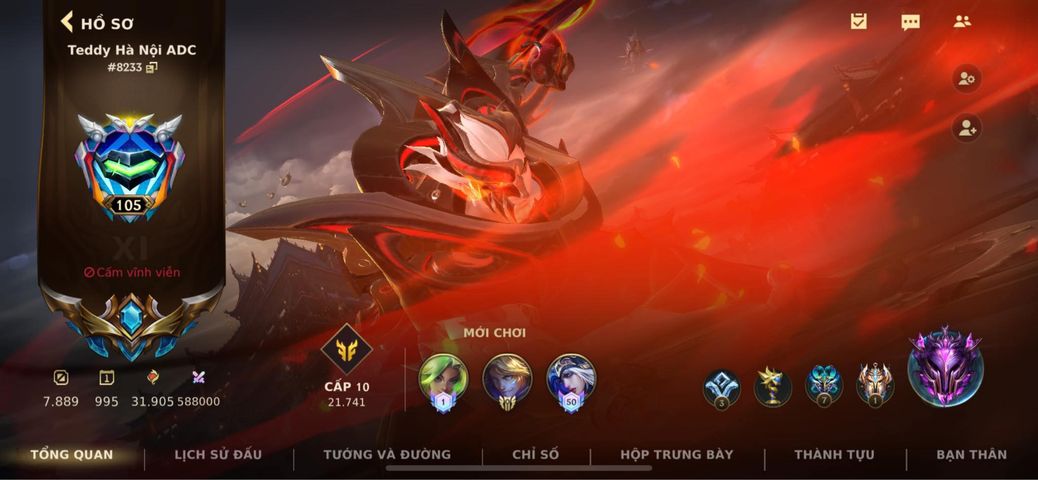 HỒ SƠ
Teddy Hà Nội ADC
#8233
105
XI
Cấm vĩnh viễn
7.889
1
995
31.905
588000
CẤP 10
21.741
MỚI CHƠI
1
50
3
7
1
TỔNG QUAN
LỊCH SỬ ĐẤU
TƯỚNG VÀ ĐƯỜNG
CHỈ SỐ
HỘP TRƯNG BÀY
THÀNH TỰU
BẠN THÂN